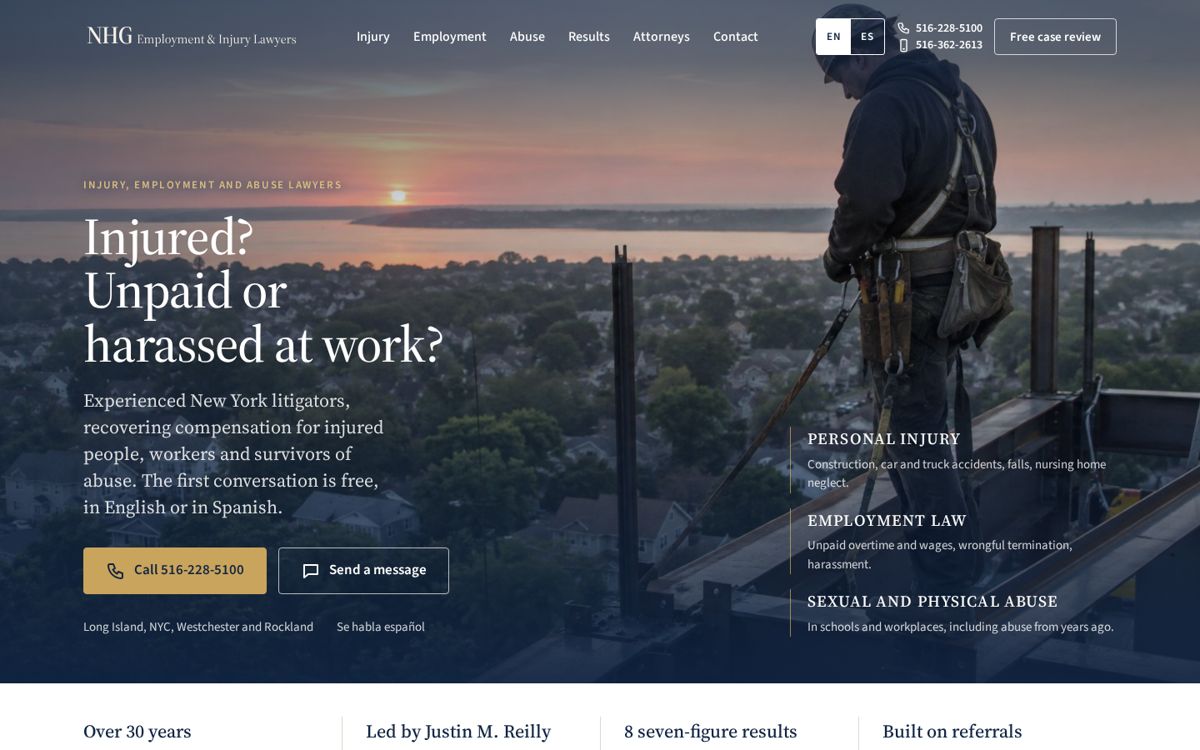 NHG Employment & Injury Lawyers
Injury
Employment
Abuse
Results
Attorneys
Contact
EN
ES
516-228-5100
516-362-2613
Free case review
INJURY, EMPLOYMENT AND ABUSE LAWYERS
Injured?
Unpaid or
harassed at work?
Experienced New York litigators,
recovering compensation for injured
people, workers and survivors of
abuse. The first conversation is free,
in English or in Spanish.
Call 516-228-5100
Send a message
Long Island, NYC, Westchester and Rockland
Se habla español
PERSONAL INJURY
Construction, car and truck accidents, falls, nursing home
neglect.
EMPLOYMENT LAW
Unpaid overtime and wages, wrongful termination,
harassment.
SEXUAL AND PHYSICAL ABUSE
In schools and workplaces, including abuse from years ago.
Over 30 years
Led by Justin M. Reilly
8 seven-figure results
Built on referrals